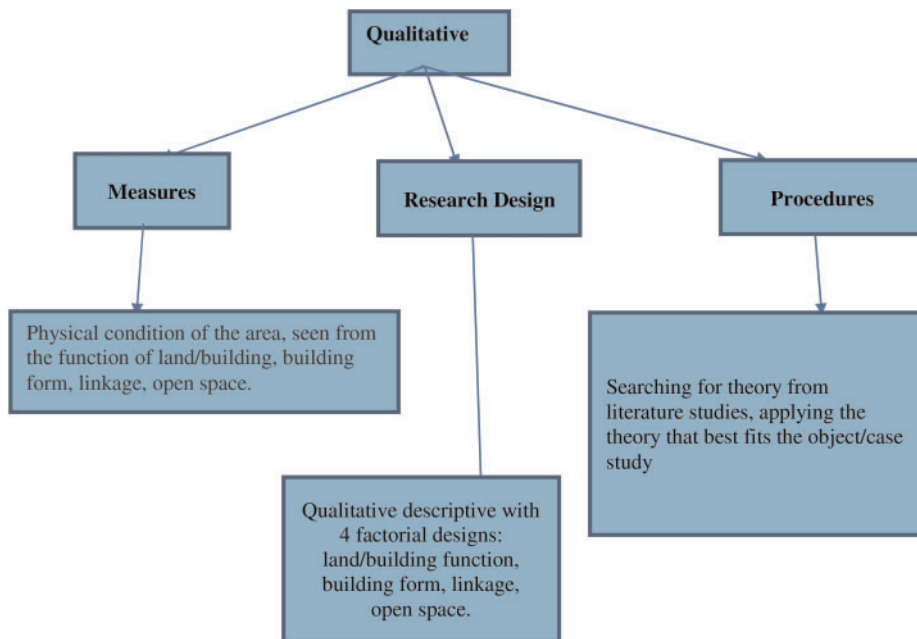 Qualitative
Measures
Research Design
Procedures
Physical condition of the area, seen from
the function of land/building, building
form, linkage, open space.
Searching for theory from
literature studies, applying the
theory that best fits the object/case
study
Qualitative descriptive with
4 factorial designs:
land/building function,
building form, linkage,
open space.